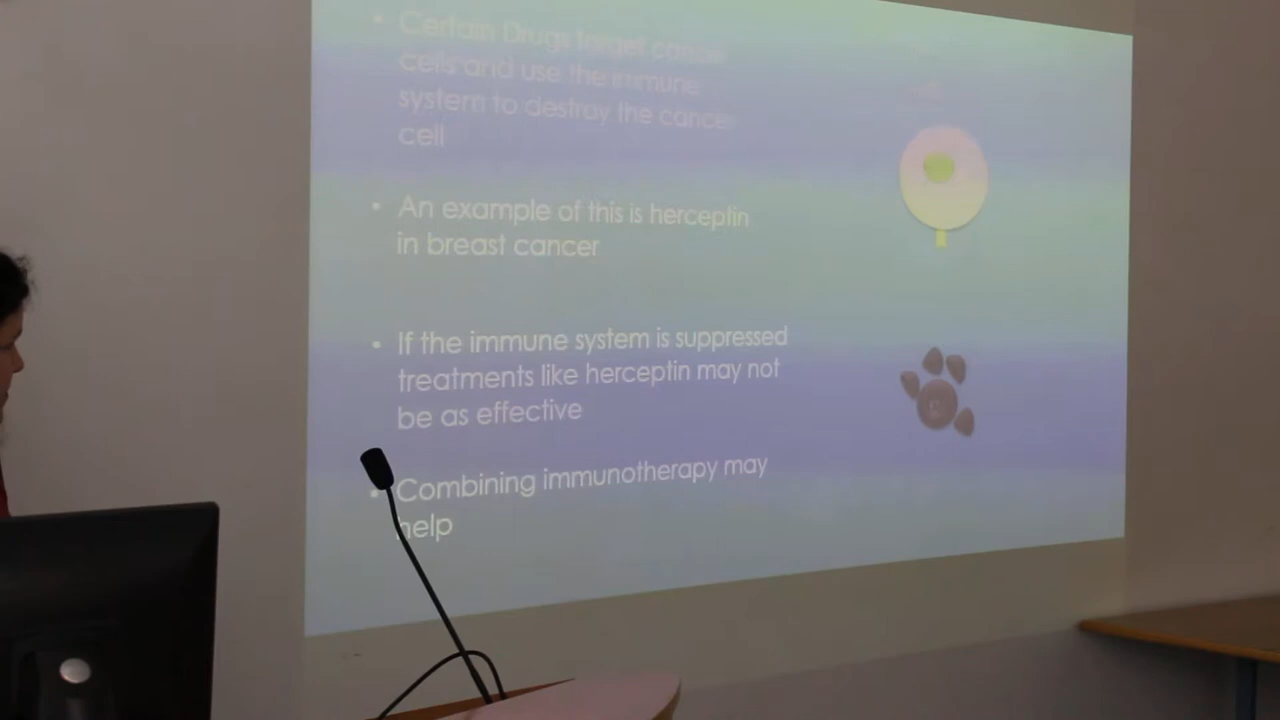 • Certain Drugs target cancer
cells and use the immune
system to destroy the cancer
cell
• An example of this is herceptin
in breast cancer
• If the immune system is suppressed
treatments like herceptin may not
be as effective
• Combining immunotherapy may
help